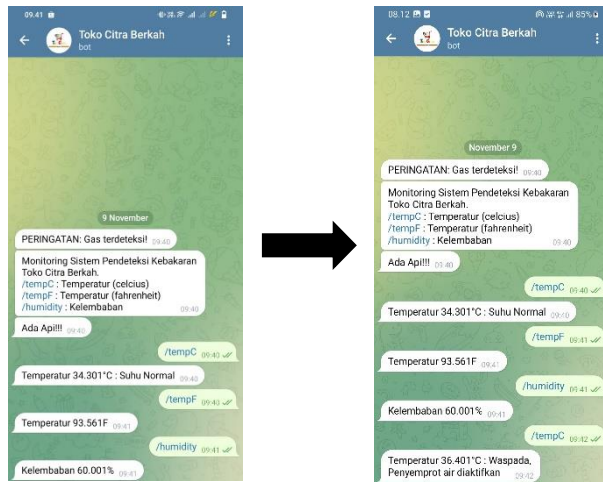 09.41
Toko Citra Berkah
bot
9 November
PERINGATAN: Gas terdeteksi! 09:40
Monitoring Sistem Pendeteksi Kebakaran
Toko Citra Berkah.
/tempC : Temperatur (celcius)
/tempF : Temperatur (fahrenheit)
/humidity : Kelembaban 09:40
Ada Api!!! 09:40
/tempC 09:40
Temperatur 34.301°C : Suhu Normal 09:40
/tempF 09:40
Temperatur 93.561F 09:41
/humidity 09:41
Kelembaban 60.001% 09:41
08.12 85%
Toko Citra Berkah
bot
November 9
PERINGATAN: Gas terdeteksi! 09:40
Monitoring Sistem Pendeteksi Kebakaran
Toko Citra Berkah.
/tempC : Temperatur (celcius)
/tempF : Temperatur (fahrenheit)
/humidity : Kelembaban 09:40
Ada Api!!! 09:40
/tempC 09:40
Temperatur 34.301°C : Suhu Normal 09:40
/tempF 09:41
Temperatur 93.561F 09:41
/humidity 09:41
Kelembaban 60.001% 09:41
/tempC 09:42
Temperatur 36.401°C : Waspada,
Penyemprot air diaktifkan 09:42